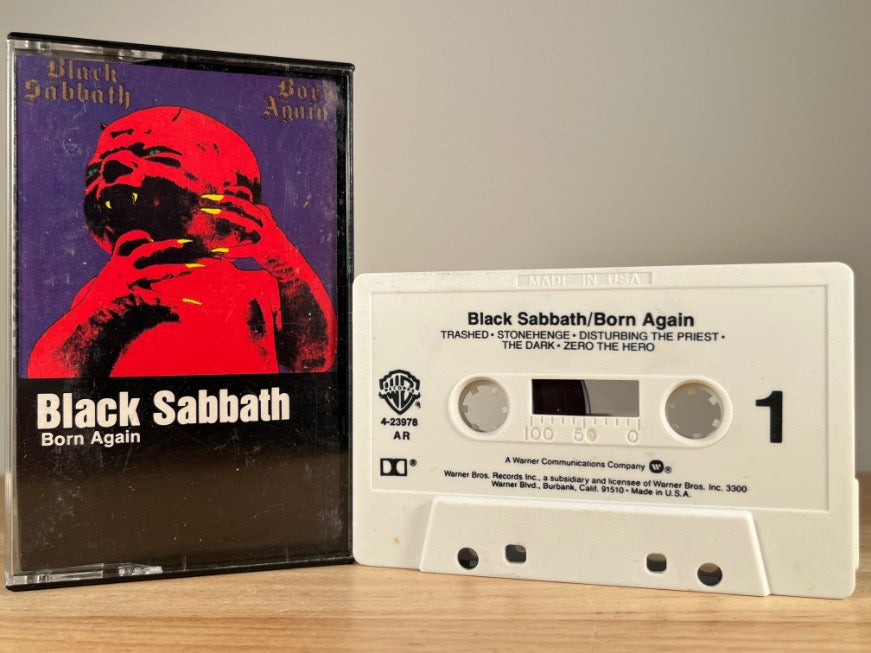 Black
Sabbath
Born
Again
Black Sabbath
Born Again
MADE IN USA
Black Sabbath/Born Again
TRASHED • STONEHENGE • DISTURBING THE PRIEST •
THE DARK • ZERO THE HERO
WB
RECORDS
®
4-23978
AR
1
100 50 0
A Warner Communications Company ®
Warner Bros. Records Inc., a subsidiary and licensee of Warner Bros. Inc. 3300
Warner Blvd., Burbank, Calif. 91510 • Made in U.S.A.